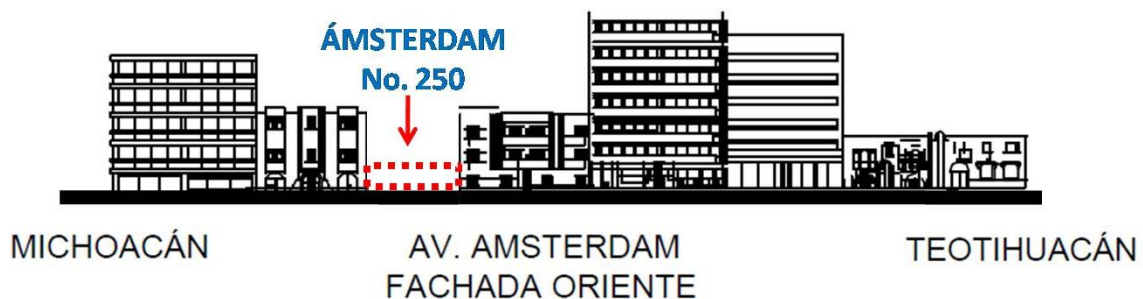 ÁMSTERDAM
No. 250
MICHOACÁN
AV. AMSTERDAM
FACHADA ORIENTE
TEOTIHUACÁN